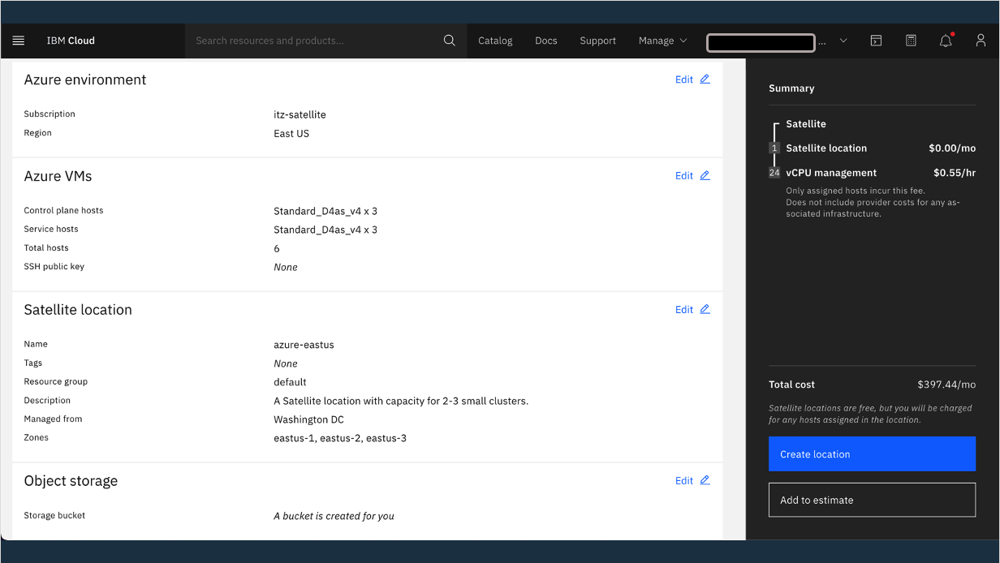 IBM Cloud
Search resources and products...
Catalog
Docs
Support
Manage
...
Azure environment
Edit
Subscription itz-satellite
Region East US
Azure VMs
Edit
Control plane hosts Standard_D4as_v4 x 3
Service hosts Standard_D4as_v4 x 3
Total hosts 6
SSH public key None
Satellite location
Edit
Name azure-eastus
Tags None
Resource group default
Description A Satellite location with capacity for 2-3 small clusters.
Managed from Washington DC
Zones eastus-1, eastus-2, eastus-3
Object storage
Edit
Storage bucket A bucket is created for you
Summary
Satellite
1 Satellite location $0.00/mo
24 vCPU management $0.55/hr
Only assigned hosts incur this fee.
Does not include provider costs for any as-
sociated infrastructure.
Total cost $397.44/mo
Satellite locations are free, but you will be charged
for any hosts assigned in the location.
Create location
Add to estimate